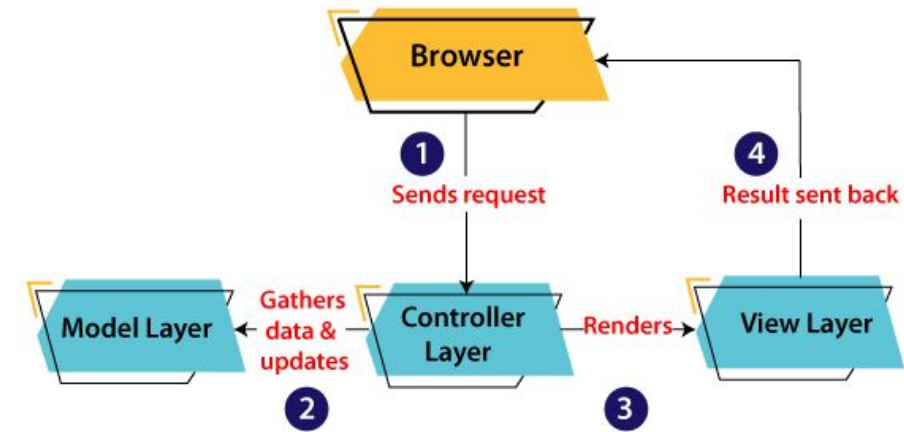 Browser
1
4
Sends request
Result sent back
Model Layer
Gathers
data &
updates
Controller
Layer
Renders
View Layer
2
3